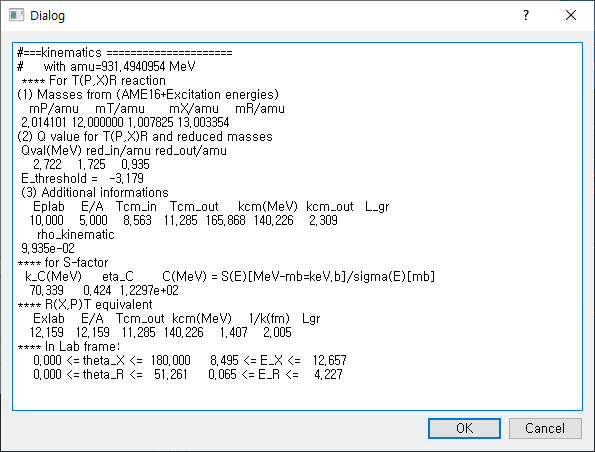 Dialog
#===kinematics =====================
#      with amu=931.4940954 MeV
**** For T(P,X)R reaction
(1) Masses from (AME16+Excitation energies)
mP/amu     mT/amu      mX/amu     mR/amu
2.014101 12.000000 1.007825 13.003354
(2) Q value for T(P,X)R and reduced masses
Qval(MeV) red_in/amu red_out/amu
2.722     1.725     0.935
E_threshold =   -3.179
(3) Additional informations
Eplab     E/A    Tcm_in   Tcm_out     kcm(MeV)  kcm_out   L_gr
10.000    5.000    8.563    11.285  165.868  140.226    2.309
rho_kinematic
9.935e-02
**** for S-factor
k_C(MeV)     eta_C       C(MeV) = S(E)[MeV-mb=keV.b]/sigma(E)[mb]
70.339     0.424  1.2297e+02
**** R(X,P)T equivalent
Exlab     E/A    Tcm_out  kcm(MeV)    1/k(fm)   Lgr
12.159   12.159   11.285  140.226    1.407    2.005
**** In Lab frame:
0.000 <= theta_X <=  180.000      8.495 <= E_X <=   12.657
0.000 <= theta_R <=   51.261      0.065 <= E_R <=    4.227
OK
Cancel